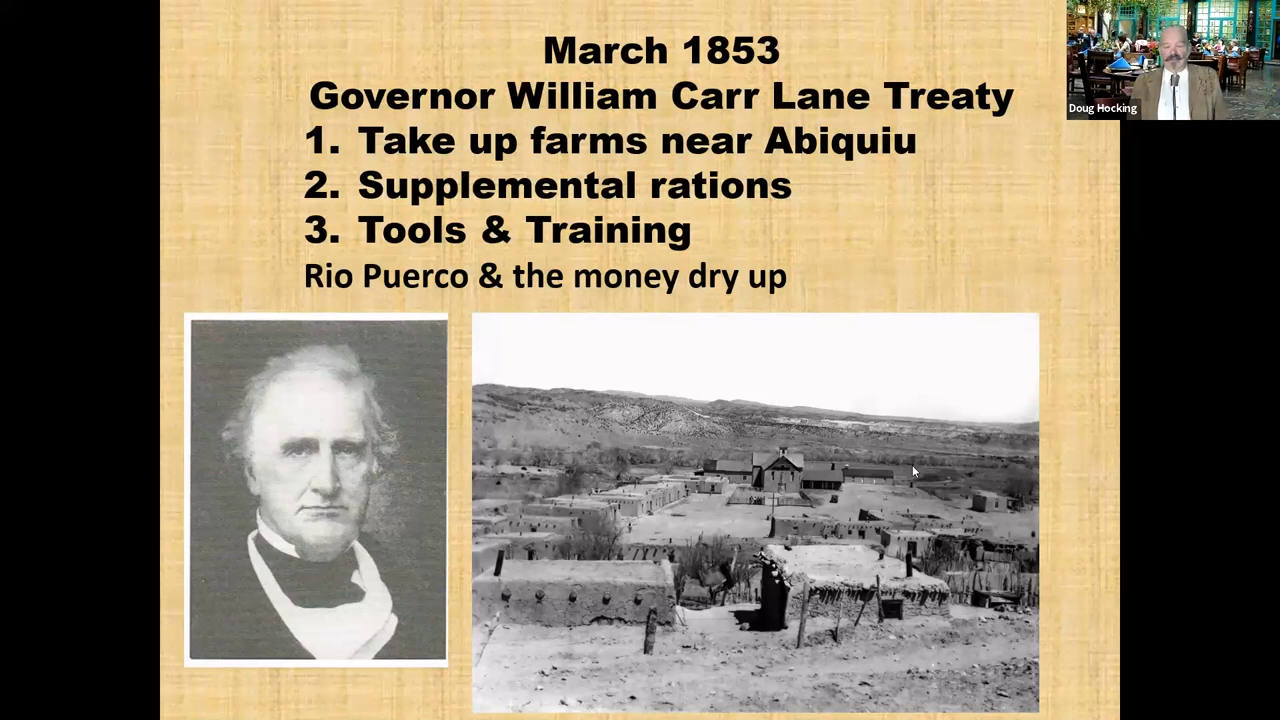 March 1853
Governor William Carr Lane Treaty
1. Take up farms near Abiquiu
2. Supplemental rations
3. Tools & Training
Rio Puerco & the money dry up
Doug Hocking